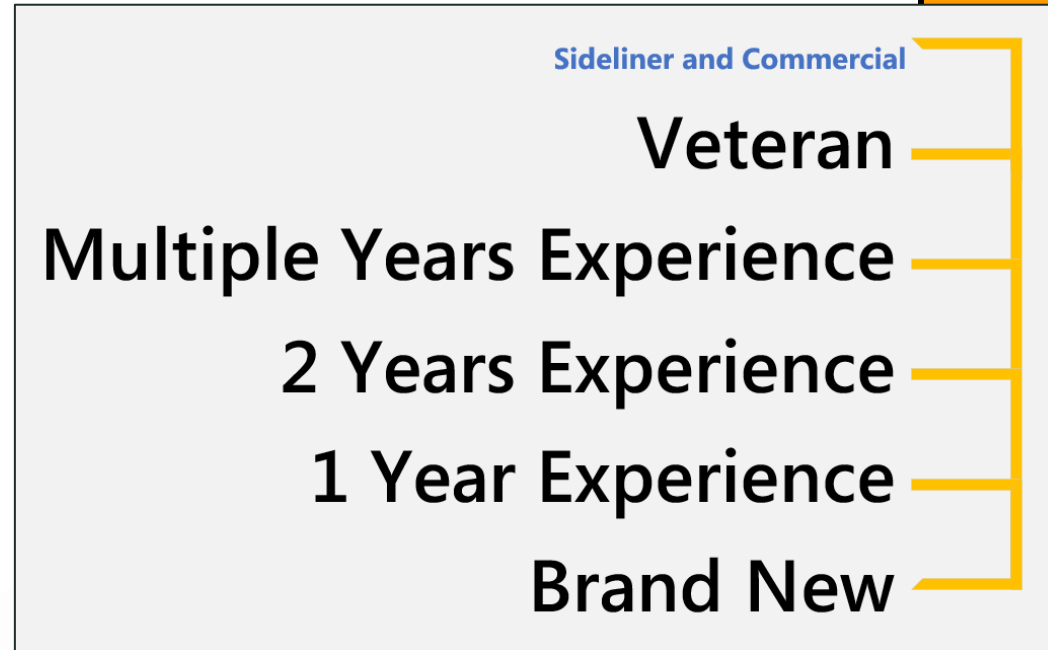 Sideliner and Commercial
Veteran
Multiple Years Experience
2 Years Experience
1 Year Experience
Brand New